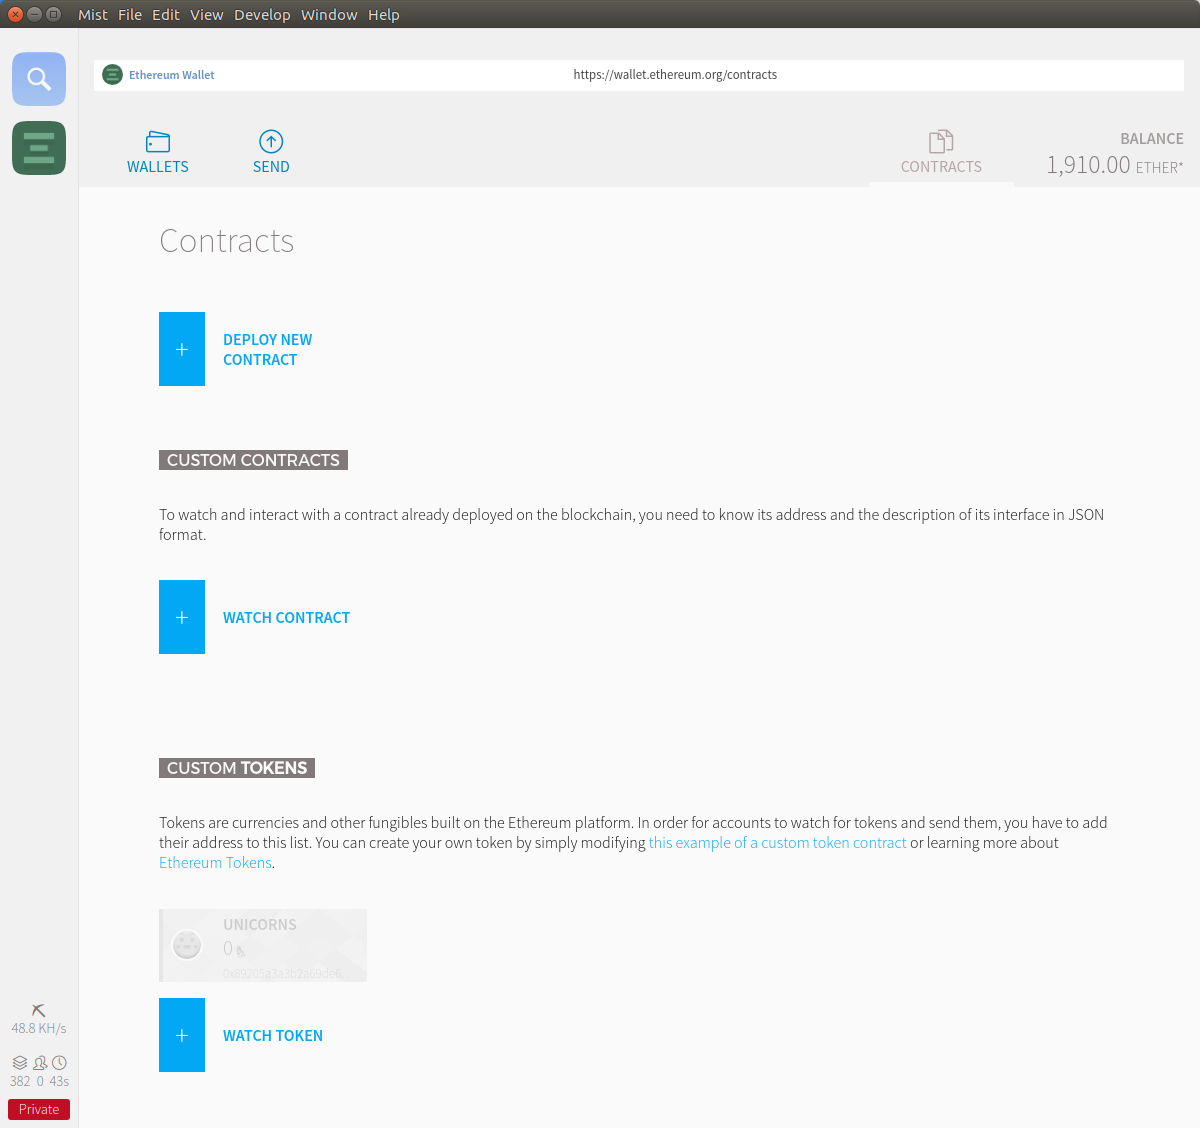 Mist File Edit View Develop Window Help
Ethereum Wallet
https://wallet.ethereum.org/contracts
WALLETS
SEND
CONTRACTS
BALANCE
1,910.00 ETHER*
Contracts
+
DEPLOY NEW
CONTRACT
CUSTOM CONTRACTS
To watch and interact with a contract already deployed on the blockchain, you need to know its address and the description of its interface in JSON
format.
+
WATCH CONTRACT
CUSTOM TOKENS
Tokens are currencies and other fungibles built on the Ethereum platform. In order for accounts to watch for tokens and send them, you have to add
their address to this list. You can create your own token by simply modifying this example of a custom token contract or learning more about
Ethereum Tokens.
UNICORNS
0 🦄
0x89205a3a3b2a69de6...
+
WATCH TOKEN
48.8 KH/s
382 0 43s
Private